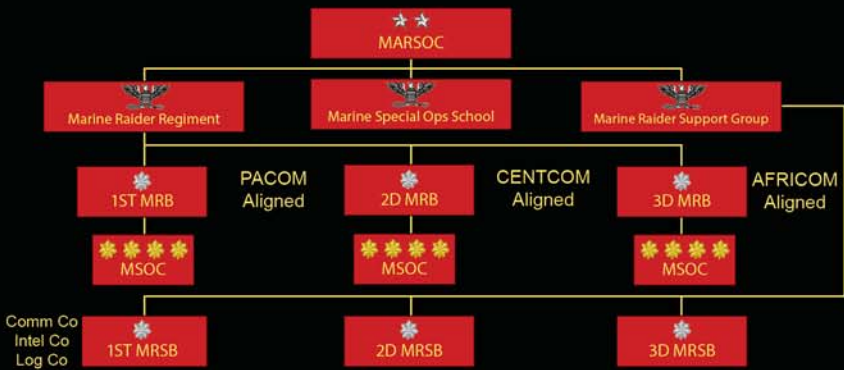 MARSOC
Marine Raider Regiment
Marine Special Ops School
Marine Raider Support Group
1ST MRB
PACOM
Aligned
2D MRB
CENTCOM
Aligned
3D MRB
AFRICOM
Aligned
MSOC
MSOC
MSOC
Comm Co
Intel Co
Log Co
1ST MRSB
2D MRSB
3D MRSB